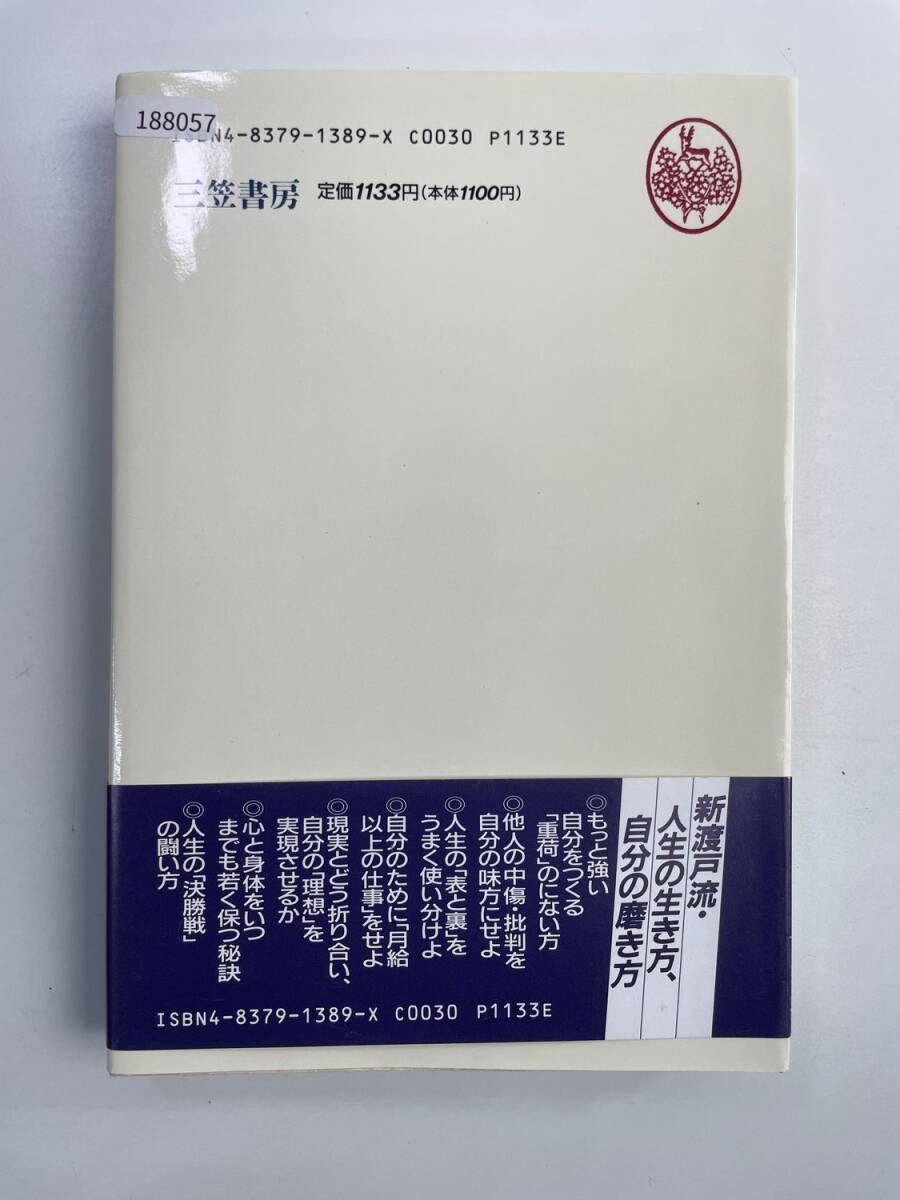 188057
ISBN4-8379-1389-X C0030 P1133E
三笠書房 定価1133円(本体1100円)
新渡戸流・
人生の生き方、
自分の磨き方
◎もっと強い
自分をつくる
「重荷」のにない方
◎他人の中傷・批判を
自分の味方にせよ
◎人生の「表と裏」を
うまく使い分けよ
◎自分のために「月給
以上の仕事」をせよ
◎現実とどう折り合い、
自分の「理想」を
実現させるか
◎心と身体をいつ
までも若く保つ秘訣
◎人生の「決勝戦」
の闘い方
ISBN4-8379-1389-X C0030 P1133E